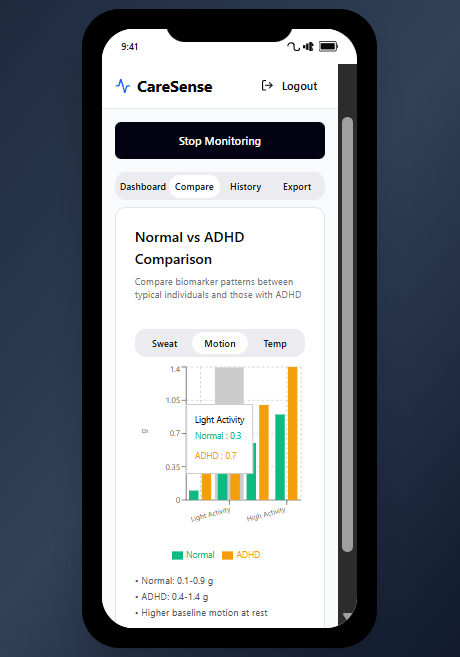 9:41
CareSense
Logout
Stop Monitoring
Dashboard Compare History Export
Normal vs ADHD
Comparison
Compare biomarker patterns between
typical individuals and those with ADHD
Sweat Motion Temp
1.4
1.05
0.7
0.35
0
g
Light Activity
Normal : 0.3
ADHD : 0.7
Light Activity
High Activity
Normal ADHD
• Normal: 0.1-0.9 g
• ADHD: 0.4-1.4 g
• Higher baseline motion at rest